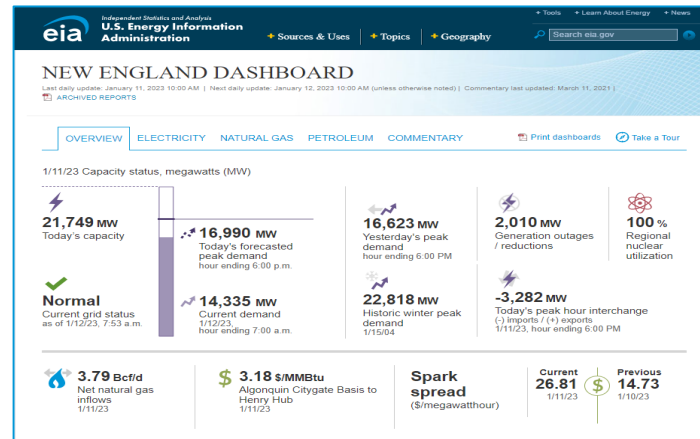 + Tools + Learn About Energy + News
eia
Independent Statistics and Analysis
U.S. Energy Information
Administration
+ Sources & Uses + Topics + Geography
Search eia.gov
NEW ENGLAND DASHBOARD
Last daily update: January 11, 2023 10:00 AM | Next daily update: January 12, 2023 10:00 AM (unless otherwise noted) | Commentary last updated: March 11, 2021 |
ARCHIVED REPORTS
OVERVIEW ELECTRICITY NATURAL GAS PETROLEUM COMMENTARY
Print dashboards Take a Tour
1/11/23 Capacity status, megawatts (MW)
21,749 MW
Today's capacity
Normal
Current grid status
as of 1/12/23, 7:53 a.m.
16,990 MW
Today's forecasted
peak demand
hour ending 6:00 p.m.
14,335 MW
Current demand
1/12/23,
hour ending 7:00 a.m.
16,623 MW
Yesterday's peak
demand
hour ending 6:00 PM
22,818 MW
Historic winter peak
demand
1/15/04
2,010 MW
Generation outages
/ reductions
-3,282 MW
Today's peak hour interchange
(-) imports / (+) exports
1/11/23, hour ending 6:00 PM
100 %
Regional
nuclear
utilization
3.79 Bcf/d
Net natural gas
inflows
1/11/23
$ 3.18 $/MMBtu
Algonquin Citygate Basis to
Henry Hub
1/11/23
Spark
spread
($/megawatthour)
Current
26.81
1/11/23
$
Previous
14.73
1/10/23